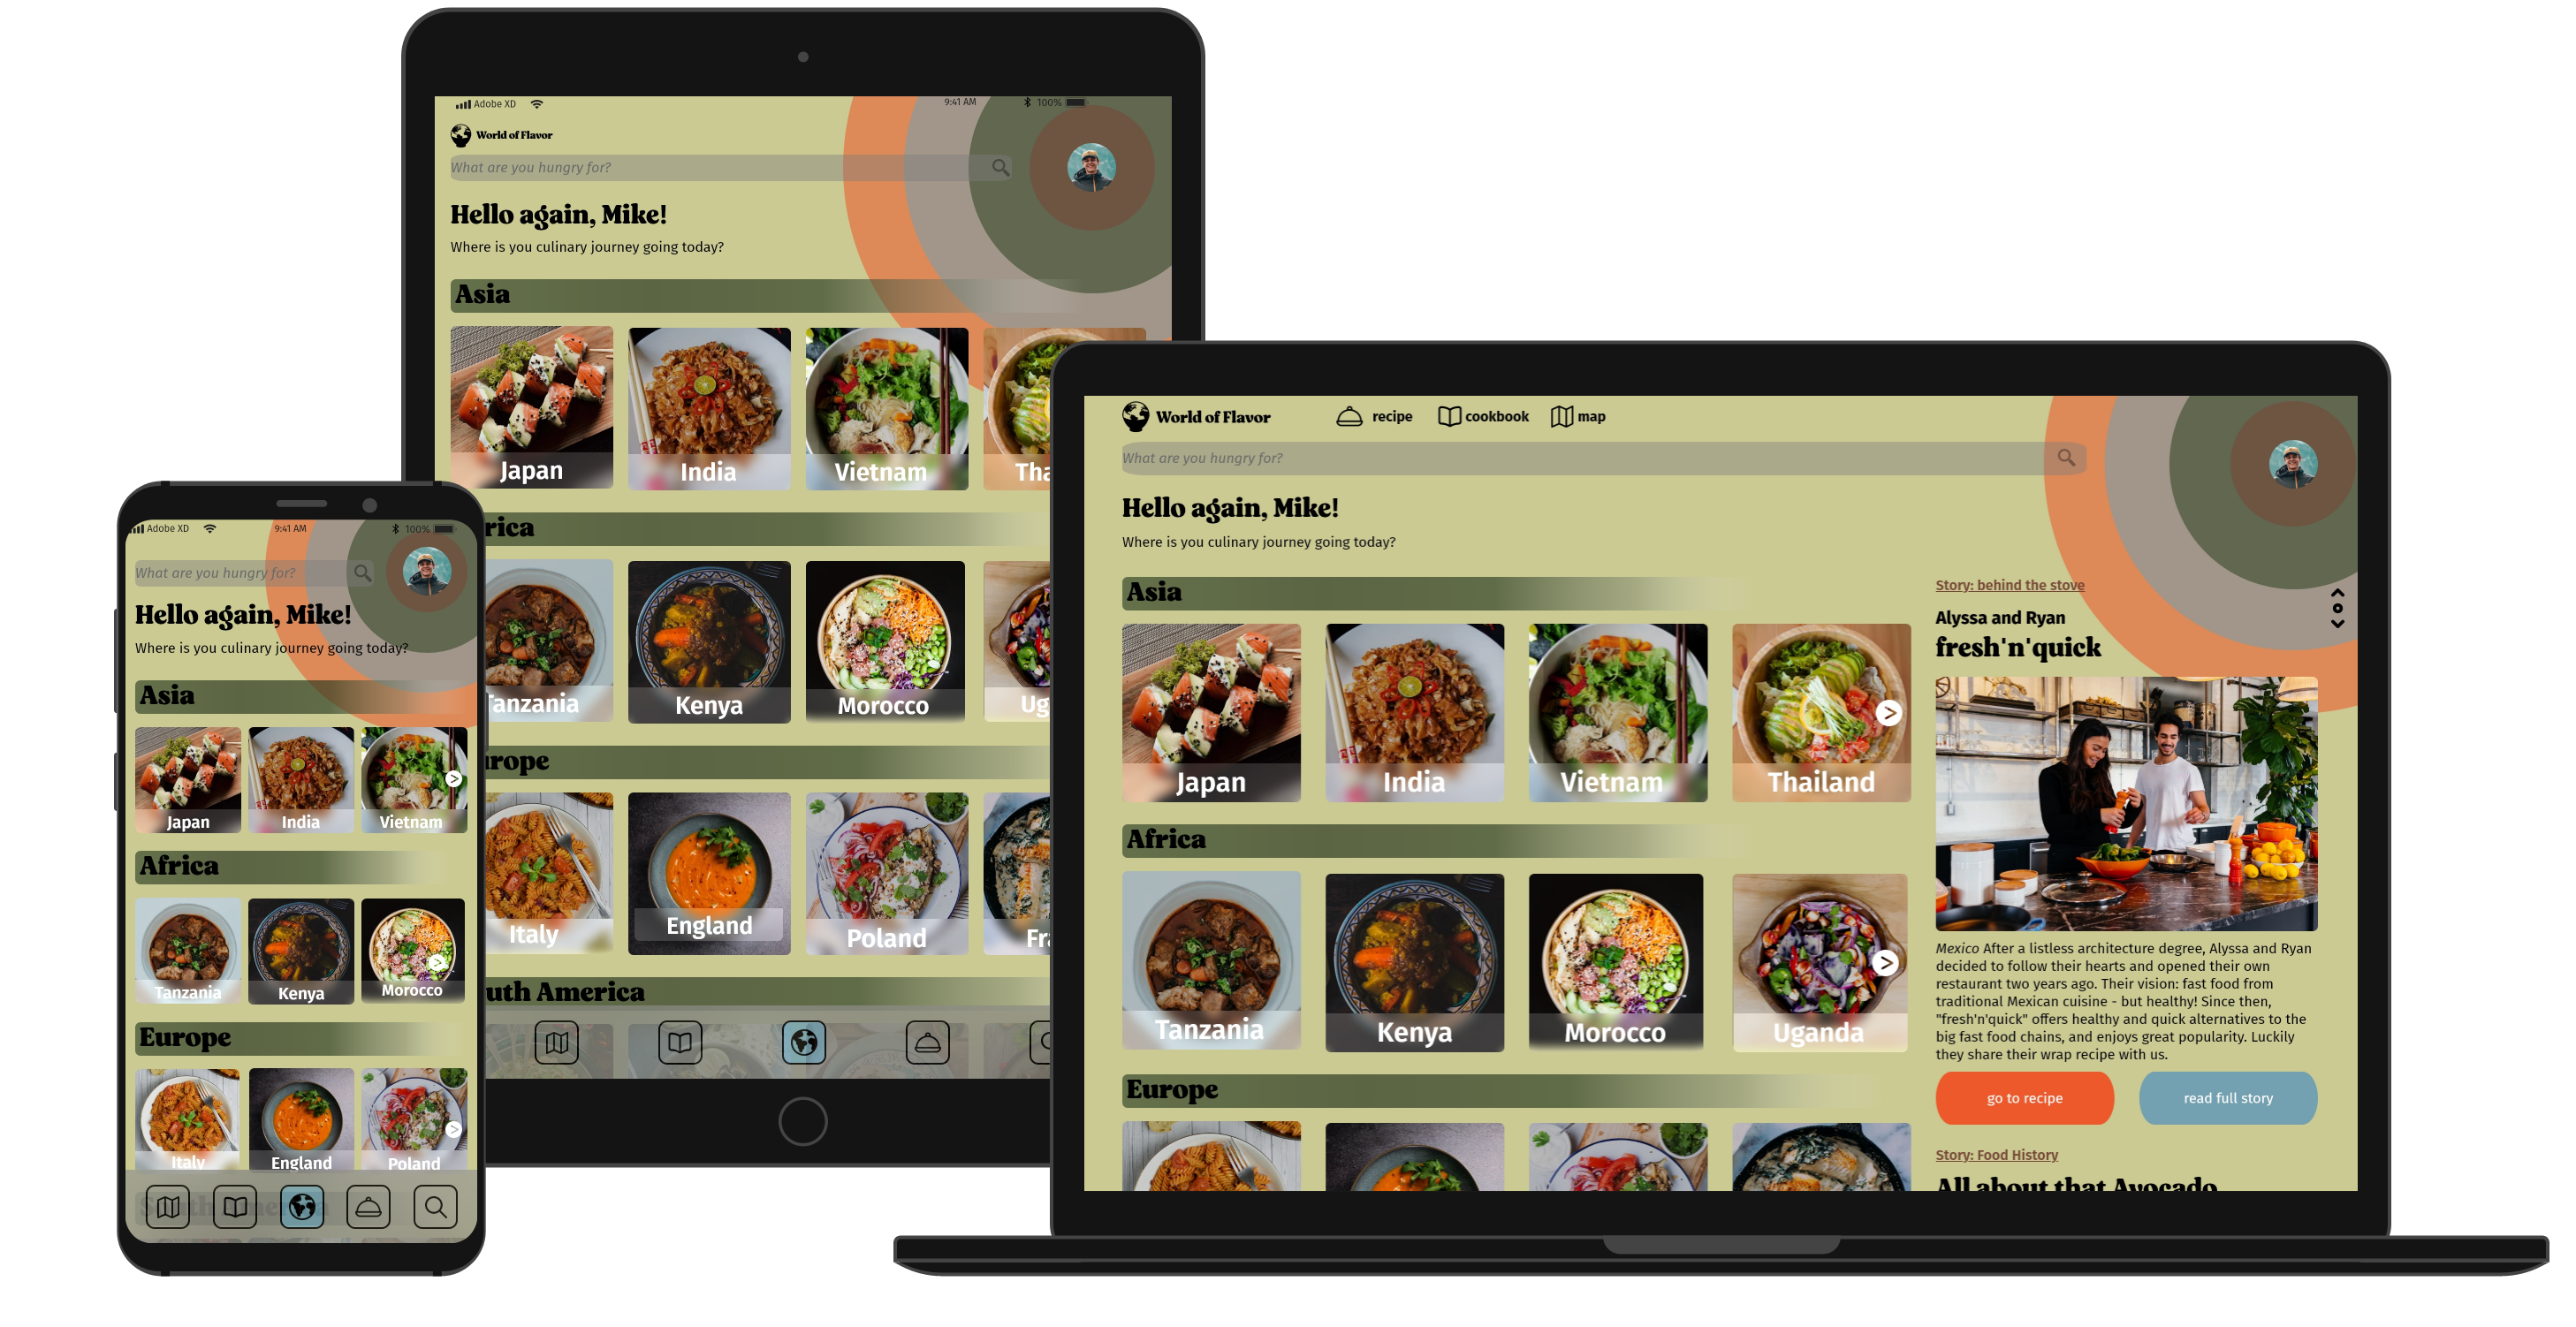 Adobe XD
9:41 AM
100%
World of Flavor
What are you hungry for?
Hello again, Mike!
Where is you culinary journey going today?
Asia
Japan
India
Vietnam
Tha
rica
Tanzania
Kenya
Morocco
Ug
urope
Italy
England
Poland
Fra
uth America
Adobe XD
9:41 AM
100%
What are you hungry for?
Hello again, Mike!
Where is you culinary journey going today?
Asia
Japan
India
Vietnam
Africa
Tanzania
Kenya
Morocco
Europe
Italy
England
Poland
South America
World of Flavor
recipe
cookbook
map
What are you hungry for?
Hello again, Mike!
Where is you culinary journey going today?
Asia
Japan
India
Vietnam
Thailand
Africa
Tanzania
Kenya
Morocco
Uganda
Europe
Story: behind the stove
Alyssa and Ryan
fresh'n'quick
Mexico After a listless architecture degree, Alyssa and Ryan
decided to follow their hearts and opened their own
restaurant two years ago. Their vision: fast food from
traditional Mexican cuisine - but healthy! Since then,
"fresh'n'quick" offers healthy and quick alternatives to the
big fast food chains, and enjoys great popularity. Luckily
they share their wrap recipe with us.
go to recipe
read full story
Story: Food History
All about that Avocado